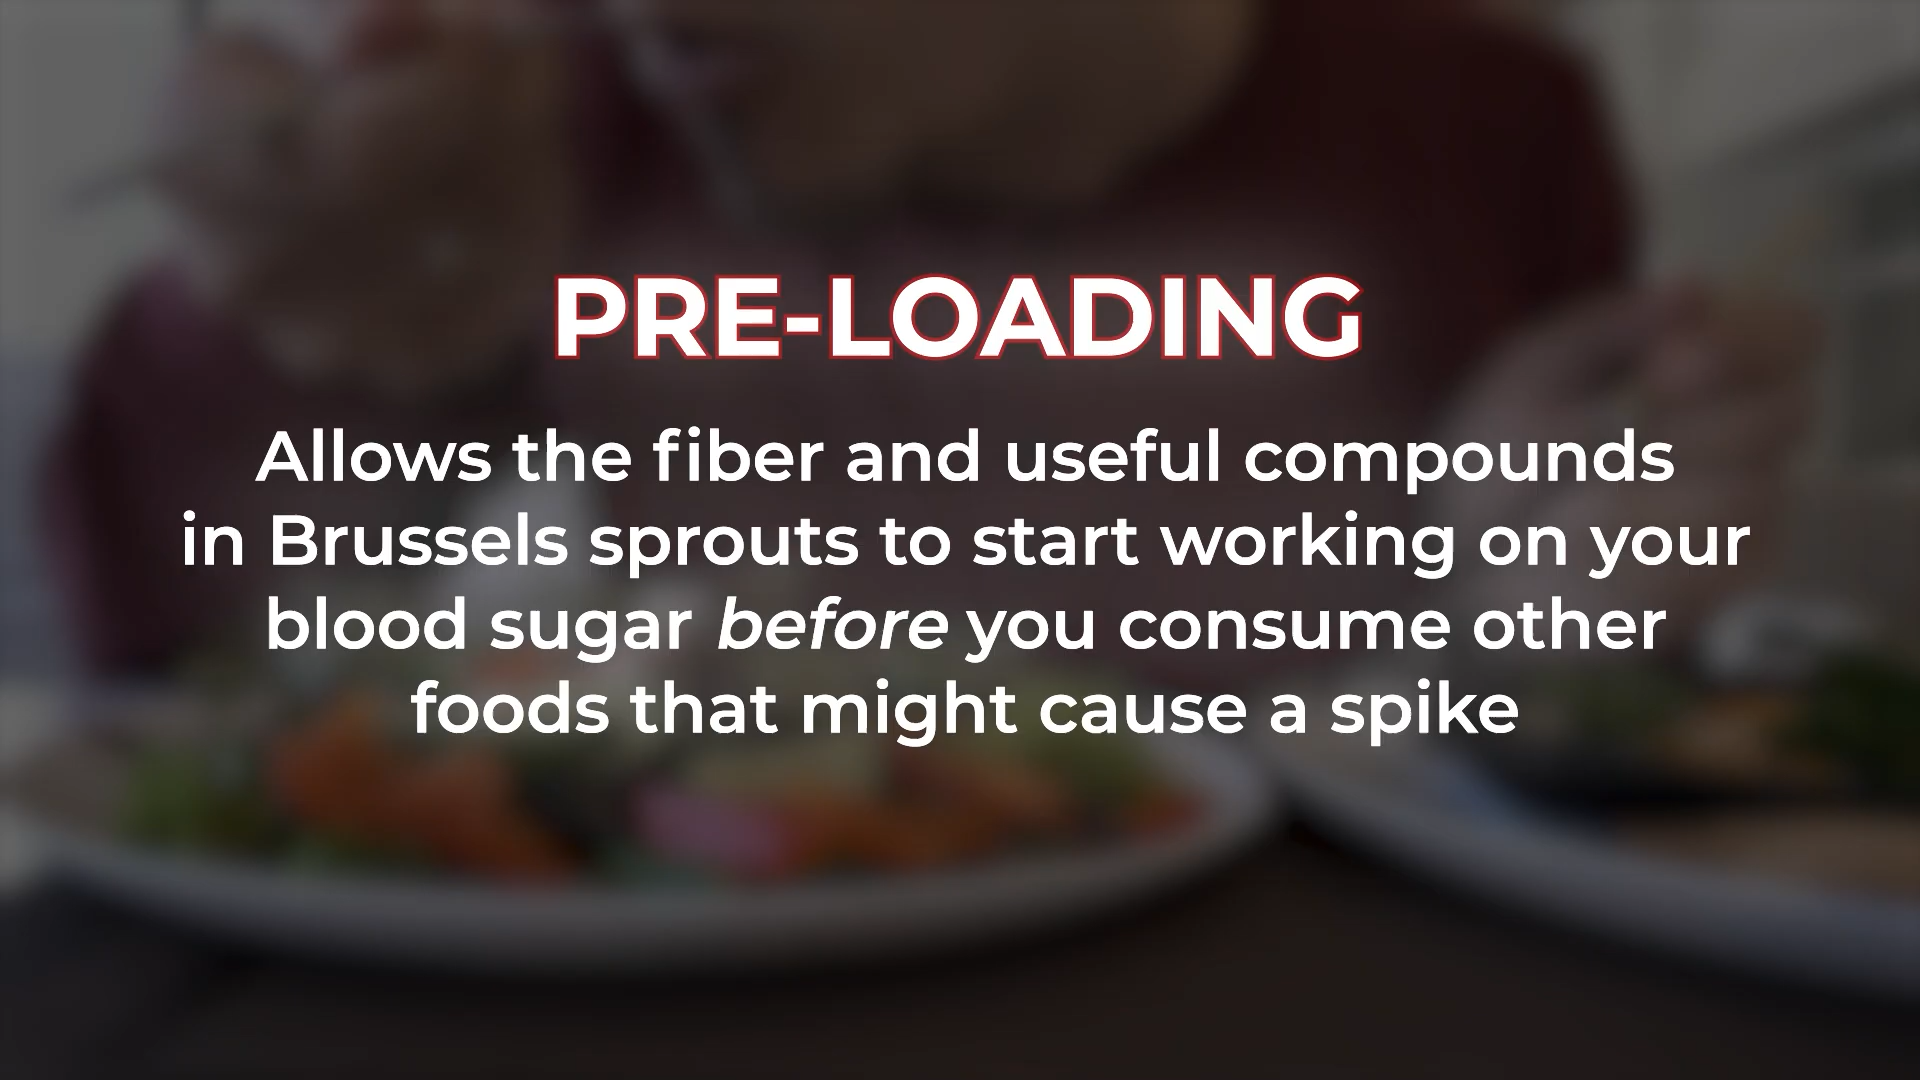 PRE-LOADING
Allows the fiber and useful compounds
in Brussels sprouts to start working on your
blood sugar before you consume other
foods that might cause a spike